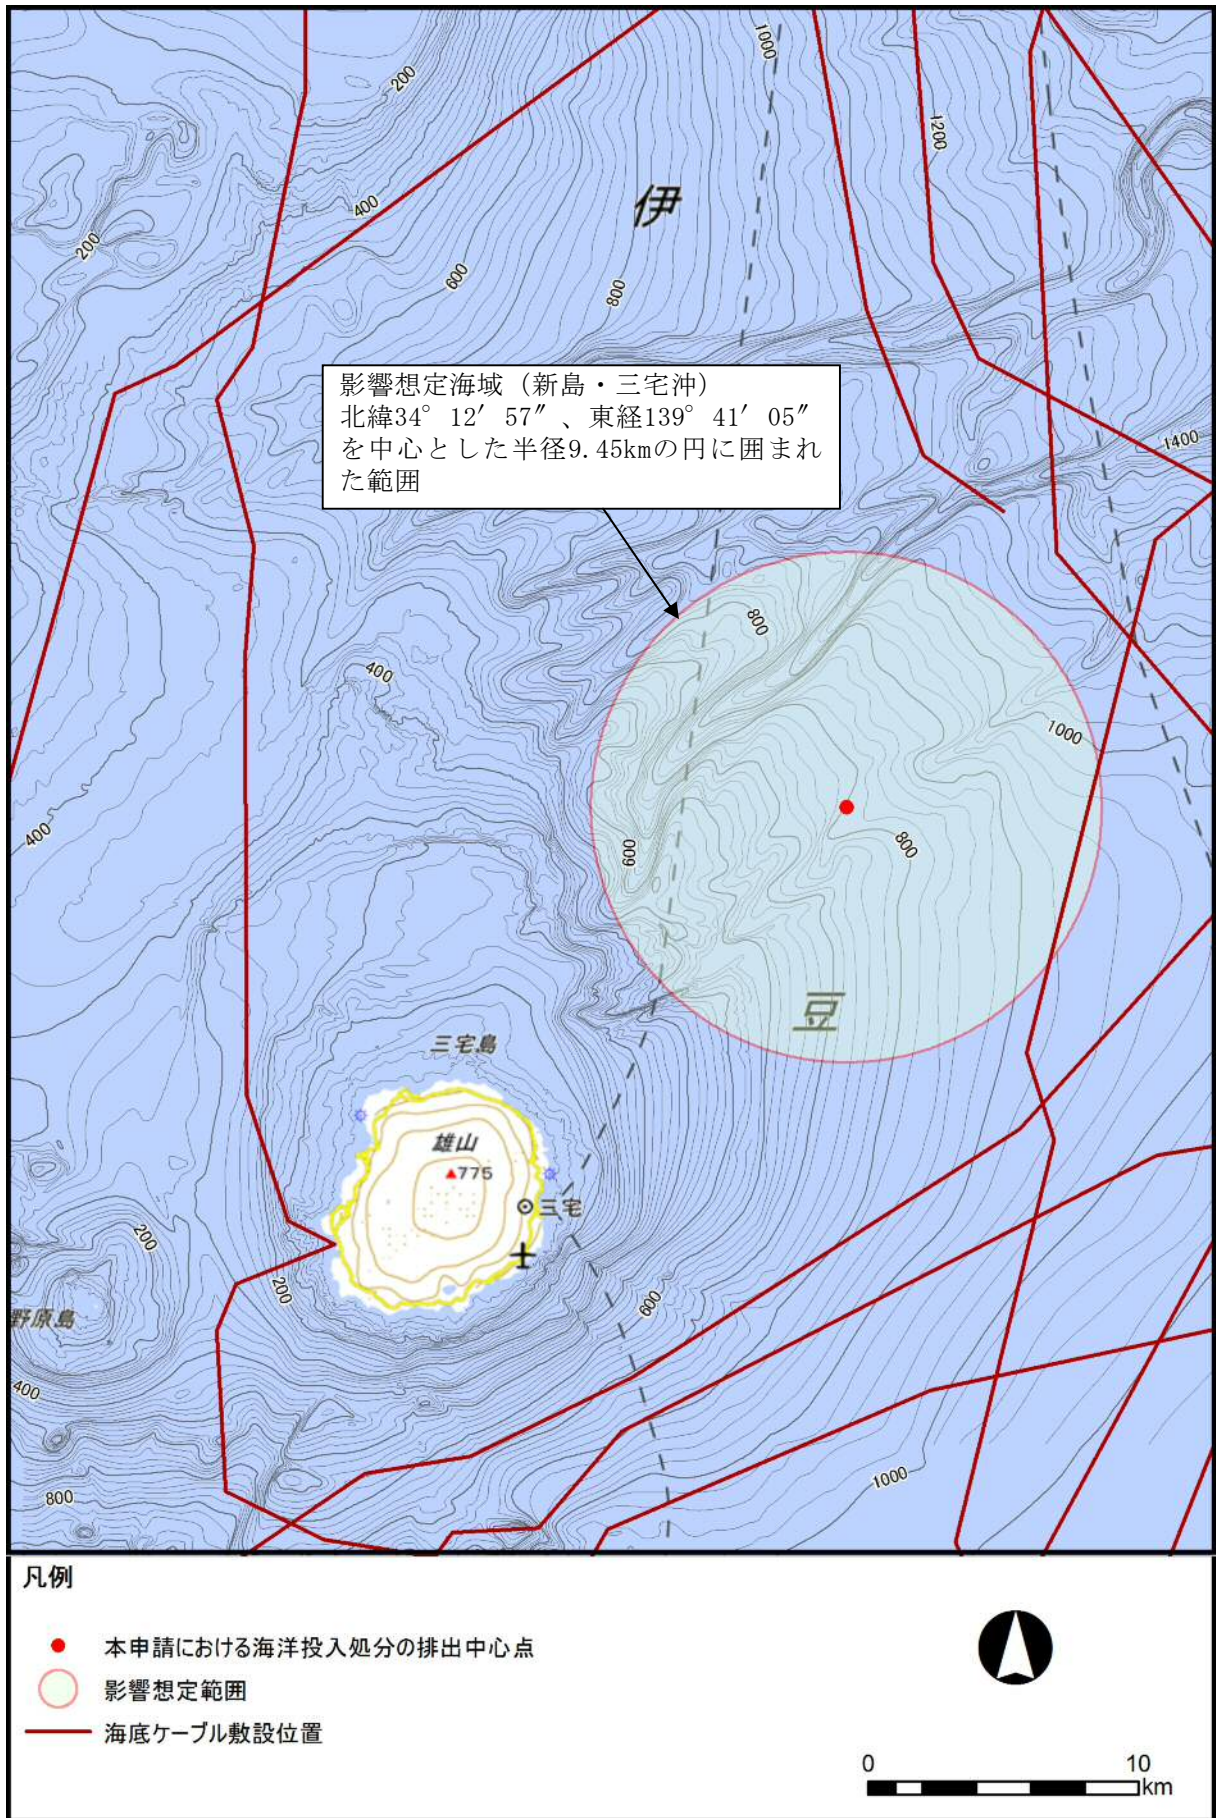 1000
200
1200
伊
400
200
600
800
影響想定海域（新島・三宅沖）
北緯34°12′57″、東経139°41′05″
を中心とした半径9.45kmの円に囲まれ
た範囲
1400
800
400
1000
400
600
800
豆
三宅島
雄山
775
三宅
200
200
600
野原島
400
1000
800
凡例
本申請における海洋投入処分の排出中心点
影響想定範囲
海底ケーブル敷設位置
0 10
km